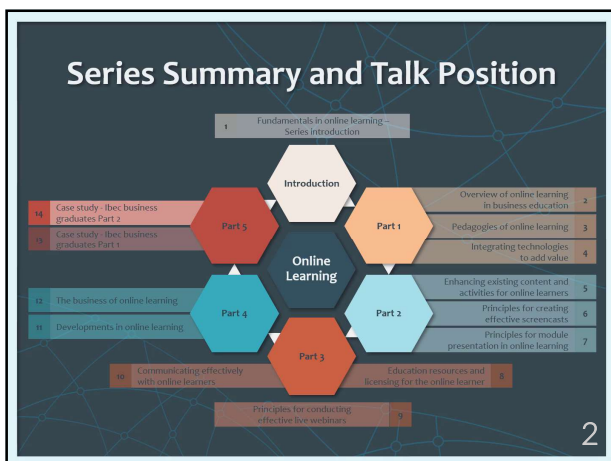 Series Summary and Talk Position
1
Fundamentals in online learning –
Series introduction
Introduction
Part 1
Overview of online learning
in business education
2
Pedagogies of online learning
3
Integrating technologies
to add value
4
Part 2
Enhancing existing content and
activities for online learners
5
Principles for creating
effective screencasts
6
Principles for module
presentation in online learning
7
Part 3
Education resources and
licensing for the online learner
8
Principles for conducting
effective live webinars
9
10
Communicating effectively
with online learners
Part 4
12
The business of online learning
11
Developments in online learning
Part 5
14
Case study - Ibec business
graduates Part 2
13
Case study - Ibec business
graduates Part 1
Online
Learning
2